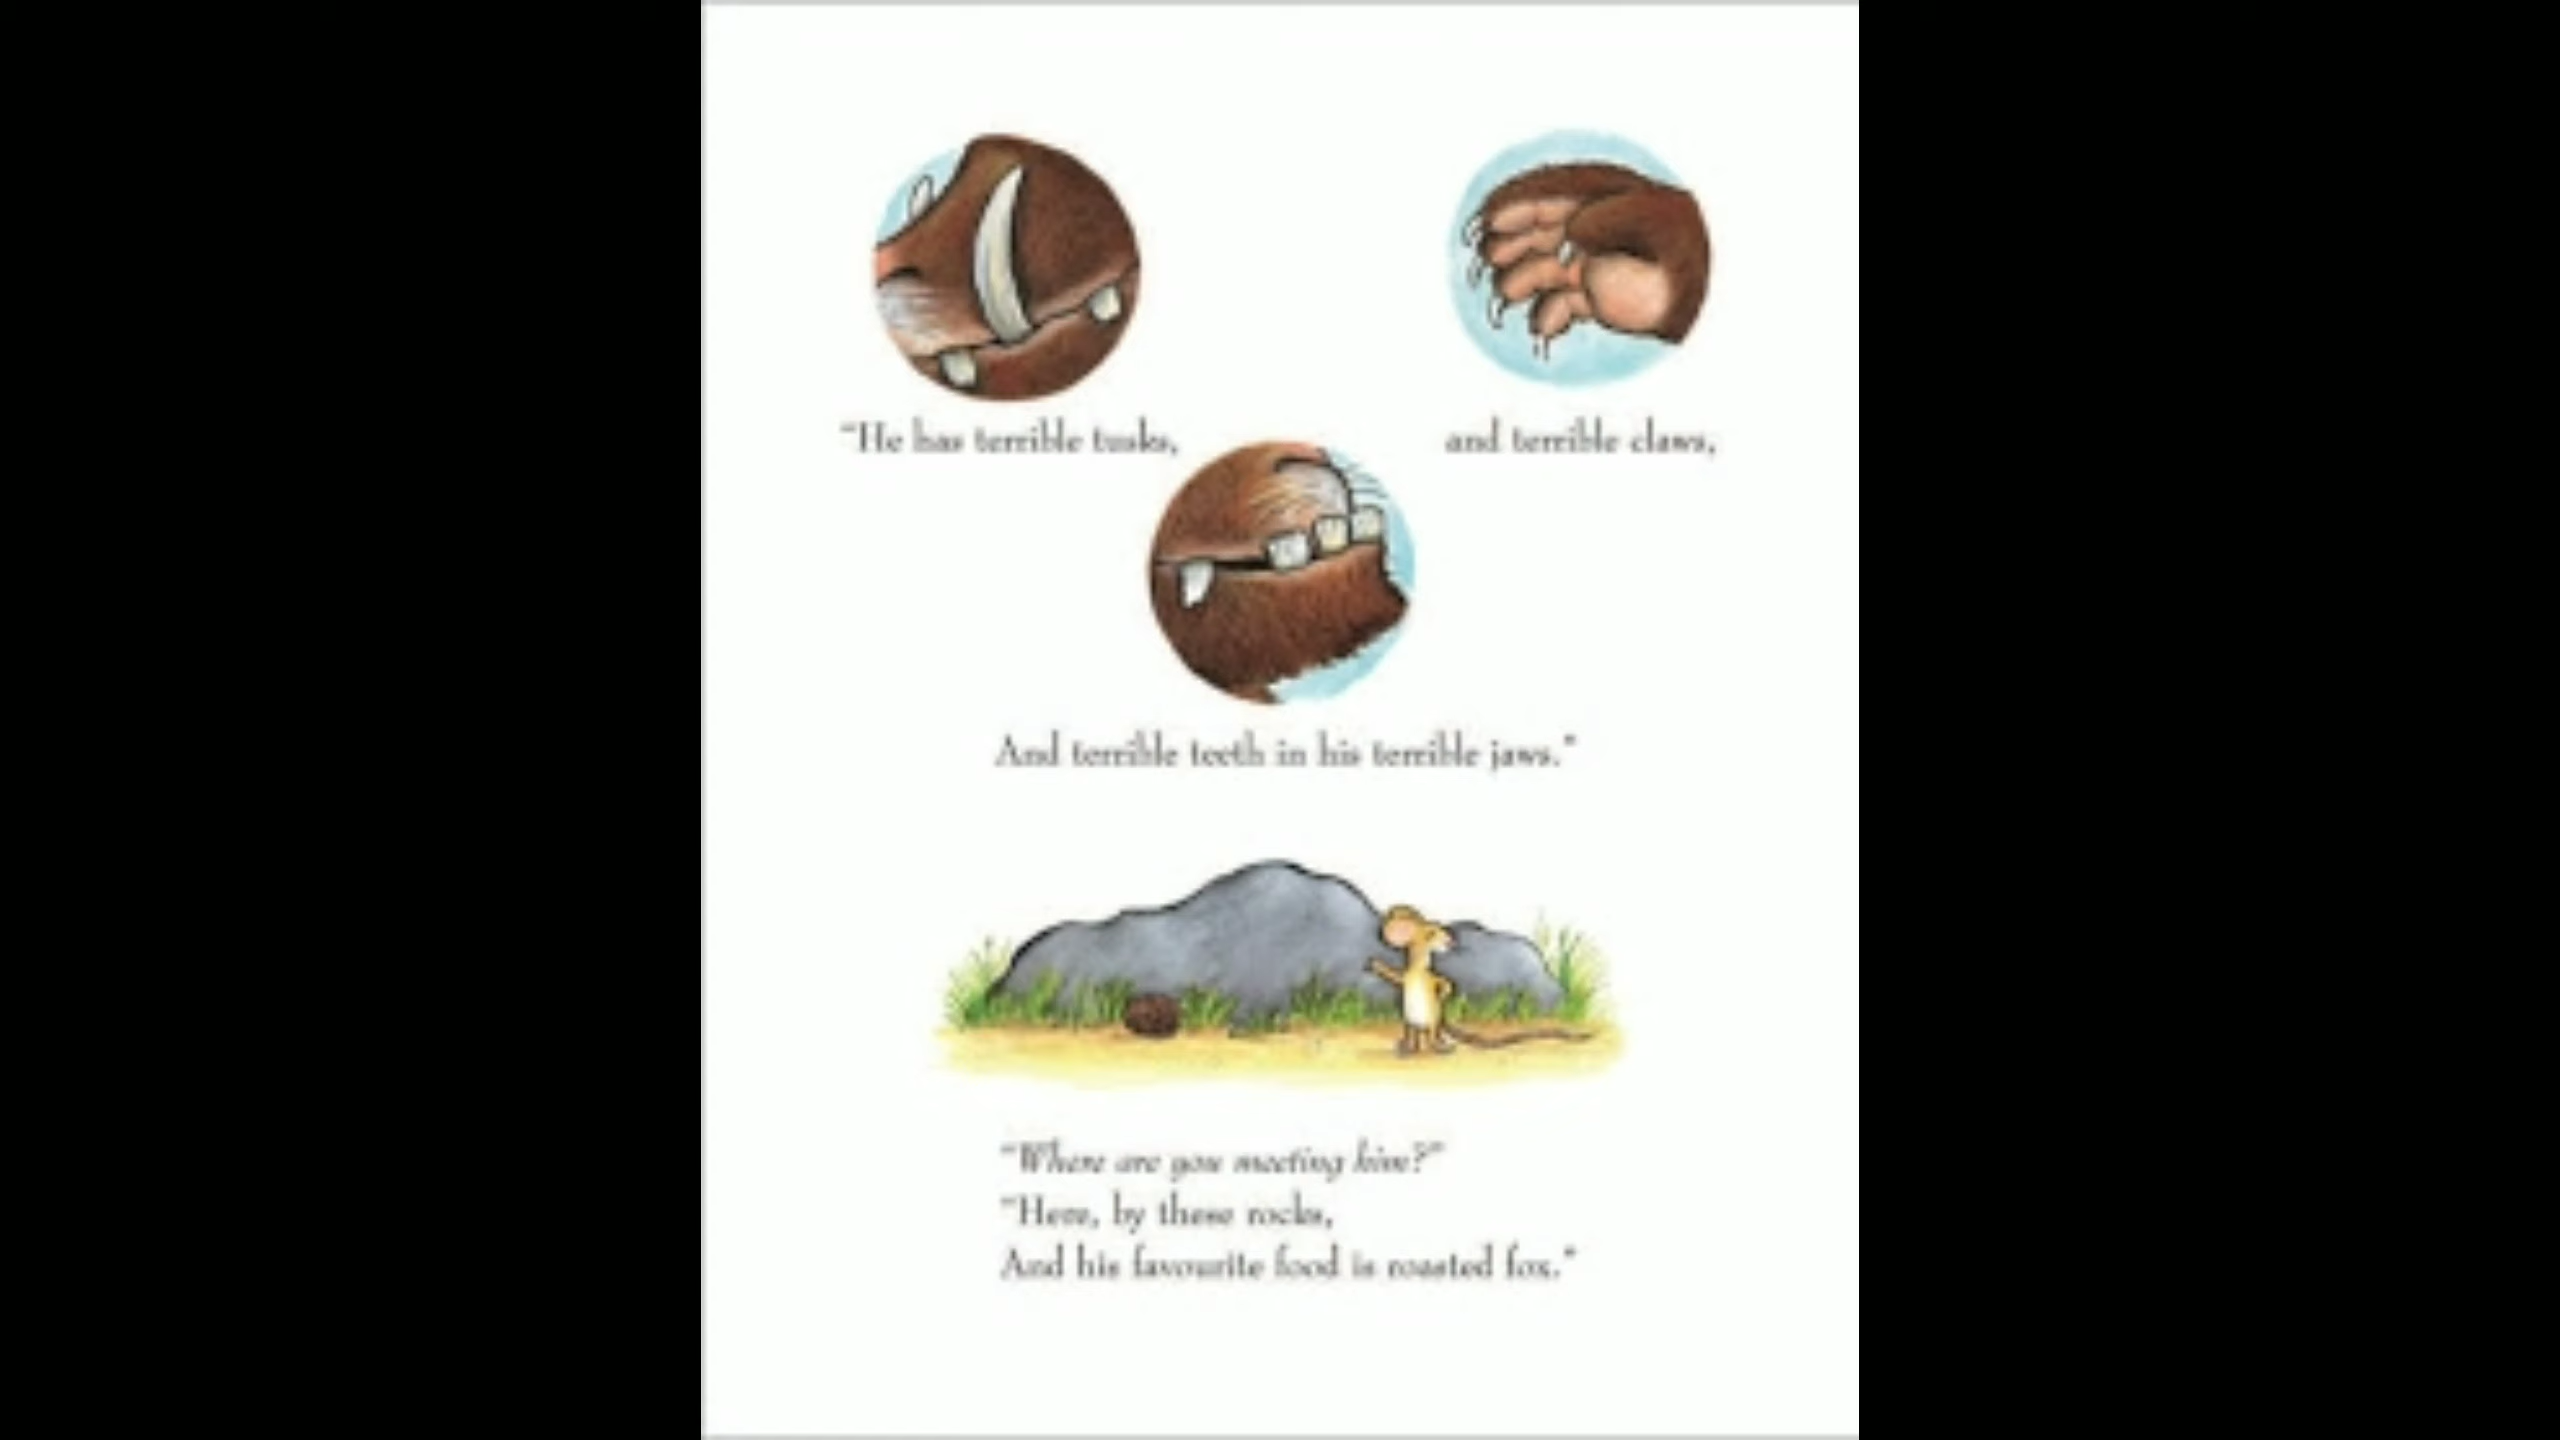 "He has terrible tusks,
and terrible claws,
And terrible teeth in his terrible jaws."
"Where are you meeting him?"
"Here, by these rocks,
And his favourite food is roasted fox."